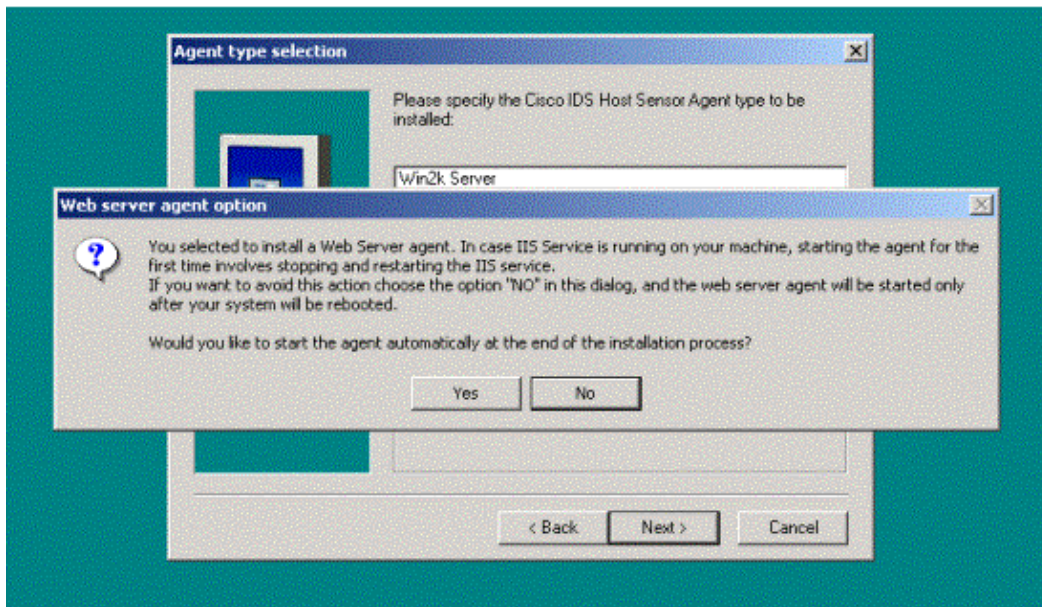 Agent type selection
Please specify the Cisco IDS Host Sensor Agent type to be
installed:
Win2k Server
Web server agent option
You selected to install a Web Server agent. In case IIS Service is running on your machine, starting the agent for the
first time involves stopping and restarting the IIS service.
If you want to avoid this action choose the option "NO" in this dialog, and the web server agent will be started only
after your system will be rebooted.
Would you like to start the agent automatically at the end of the installation process?
Yes
No
< Back
Next >
Cancel